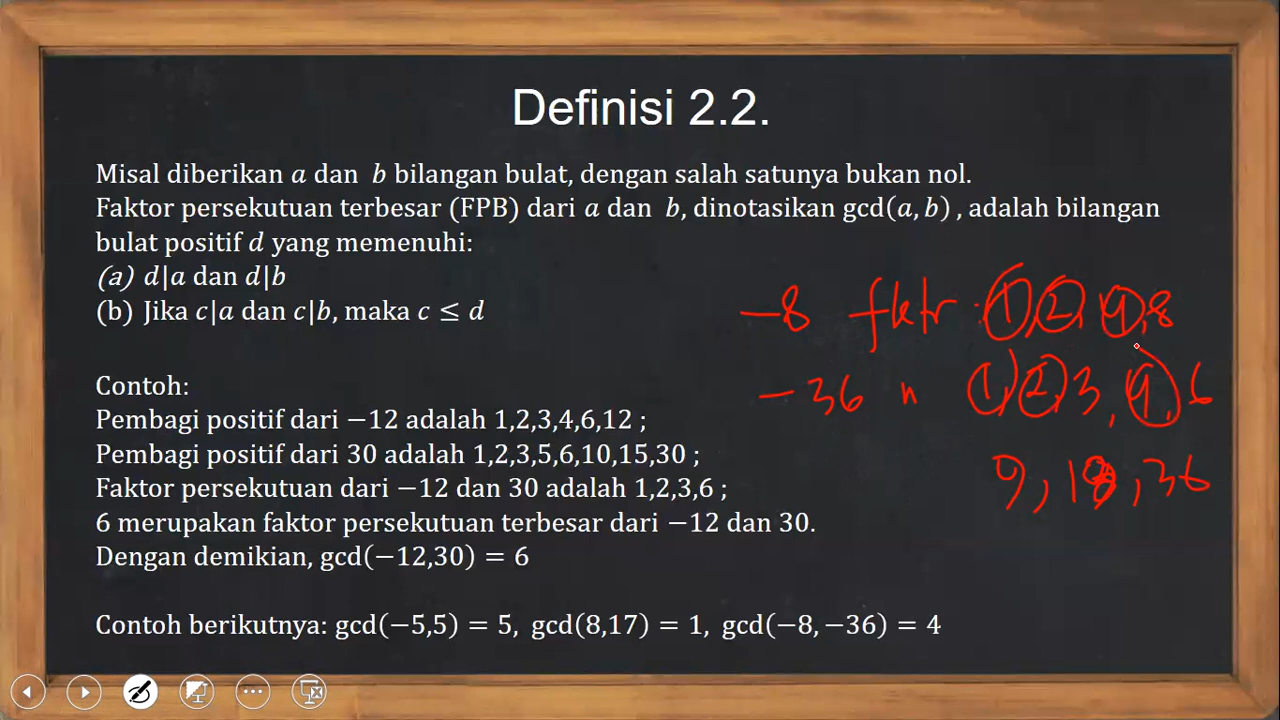 Definisi 2.2.
Misal diberikan a dan b bilangan bulat, dengan salah satunya bukan nol.
Faktor persekutuan terbesar (FPB) dari a dan b, dinotasikan gcd(a, b) , adalah bilangan
bulat positif d yang memenuhi:
(a) d|a dan d|b
(b) Jika c|a dan c|b, maka c ≤ d
−8 fktr : 1, 2, 4, 8
−36 " 1, 2, 3, 4, 6
9, 18, 36
Contoh:
Pembagi positif dari −12 adalah 1,2,3,4,6,12 ;
Pembagi positif dari 30 adalah 1,2,3,5,6,10,15,30 ;
Faktor persekutuan dari −12 dan 30 adalah 1,2,3,6 ;
6 merupakan faktor persekutuan terbesar dari −12 dan 30.
Dengan demikian, gcd(−12,30) = 6
Contoh berikutnya: gcd(−5,5) = 5, gcd(8,17) = 1, gcd(−8, −36) = 4